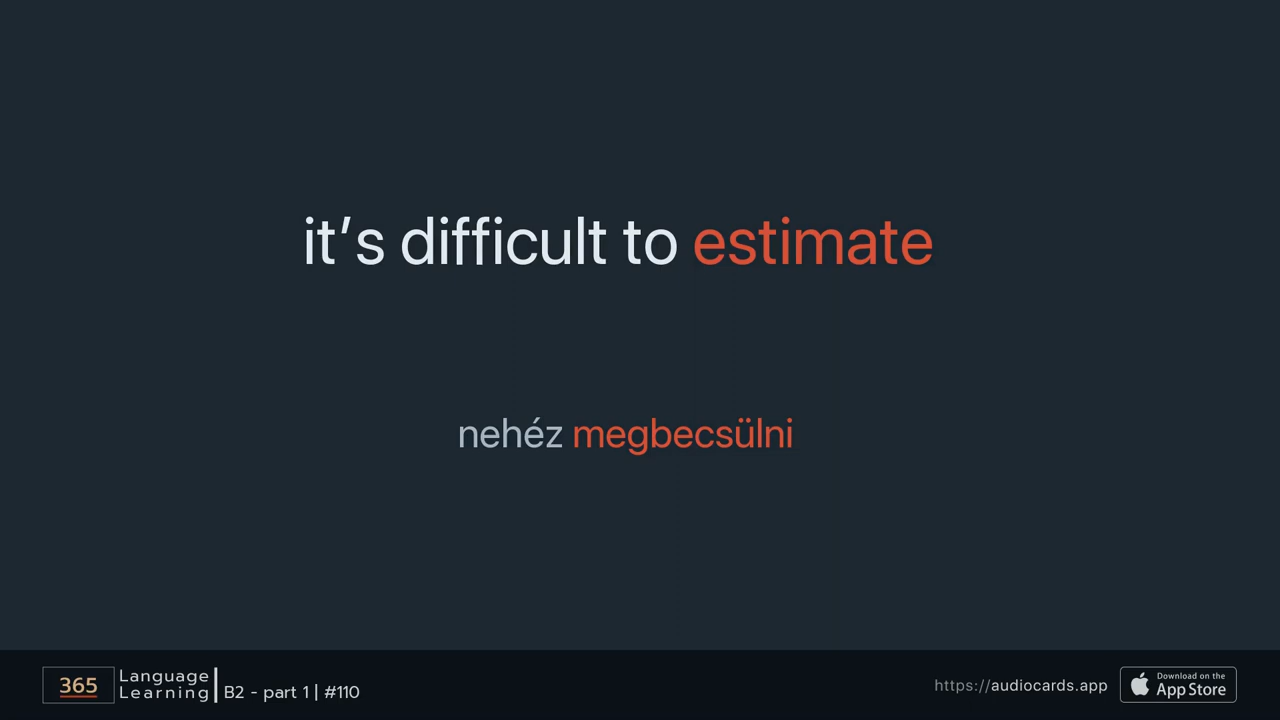 it’s difficult to estimate
nehéz megbecsülni
365
Language
Learning
B2 - part 1 | #110
https://audiocards.app
Download on the
App Store